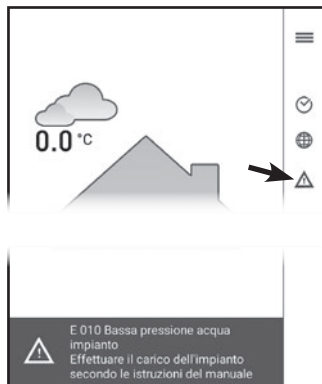 0.0 °C
E 010 Bassa pressione acqua
impianto
Effettuare il carico dell'impianto
secondo le istruzioni del manuale